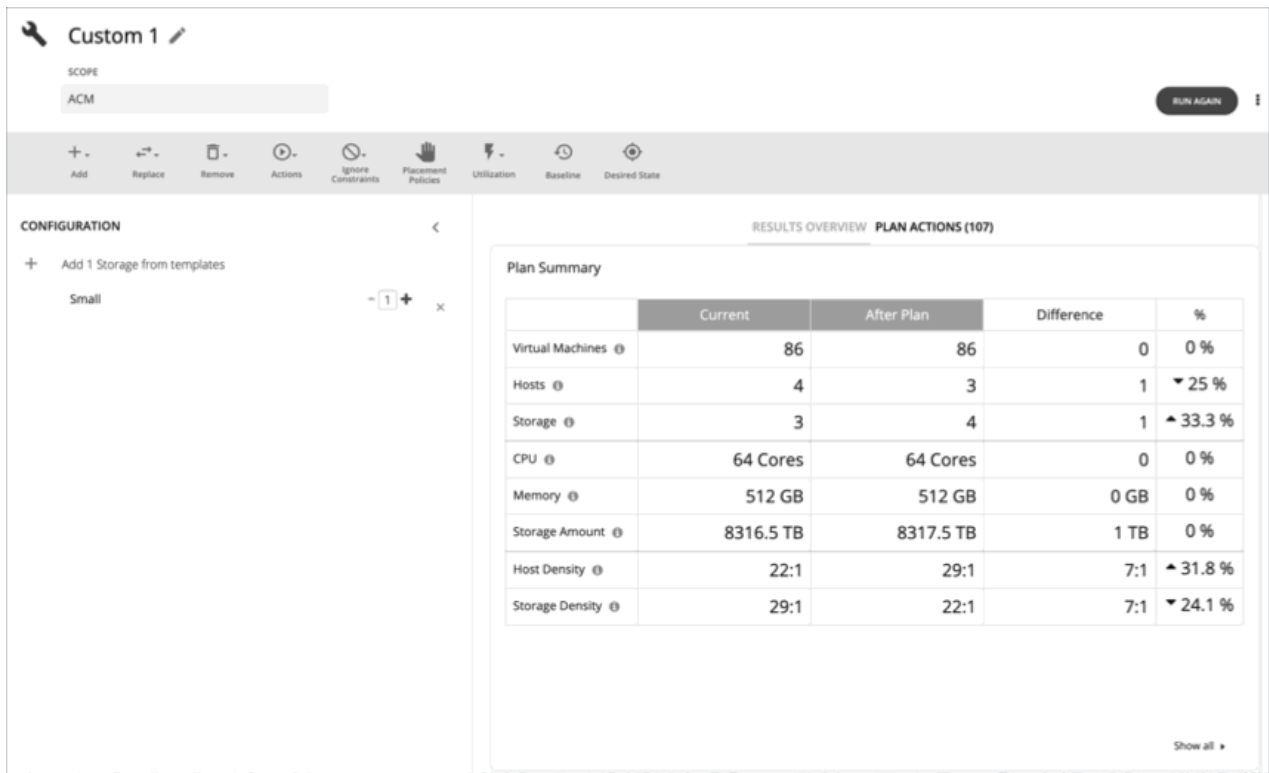 Custom 1
SCOPE
ACM
RUN AGAIN
Add Replace Remove Actions Ignore Constraints Placement Policies Utilization Baseline Desired State
CONFIGURATION
Add 1 Storage from templates
Small 1
RESULTS OVERVIEW PLAN ACTIONS (107)
Plan Summary
Current After Plan Difference %
Virtual Machines 86 86 0 0 %
Hosts 4 3 1 25 %
Storage 3 4 1 33.3 %
CPU 64 Cores 64 Cores 0 0 %
Memory 512 GB 512 GB 0 GB 0 %
Storage Amount 8316.5 TB 8317.5 TB 1 TB 0 %
Host Density 22:1 29:1 7:1 31.8 %
Storage Density 29:1 22:1 7:1 24.1 %
Show all